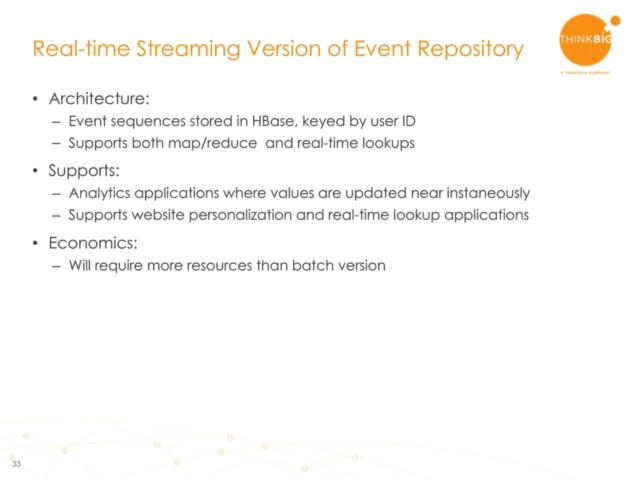 THINKBIG
A TERADATA COMPANY
Real-time Streaming Version of Event Repository
• Architecture:
– Event sequences stored in HBase, keyed by user ID
– Supports both map/reduce and real-time lookups
• Supports:
– Analytics applications where values are updated near instaneously
– Supports website personalization and real-time lookup applications
• Economics:
– Will require more resources than batch version
33